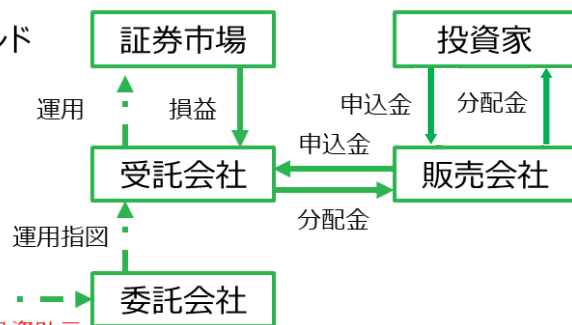 ンド
証券市場
投資家
運用
損益
申込金
分配金
申込金
受託会社
販売会社
分配金
運用指図
委託会社